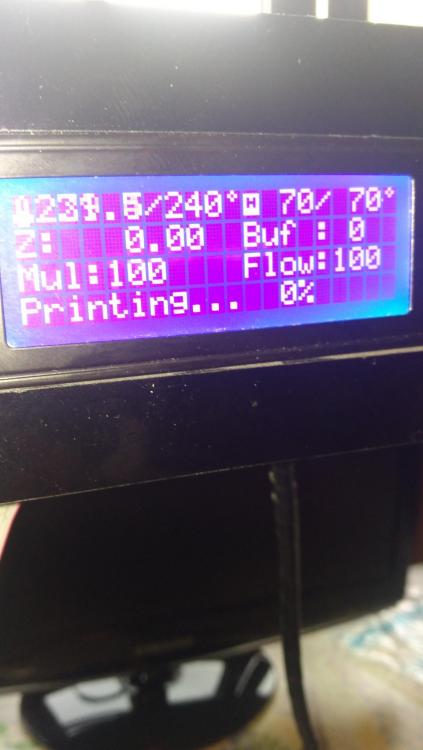 /240° 70/ 70°
Z: 0.00 Buf : 0
Mul:100 Flow:100
Printing... 0%